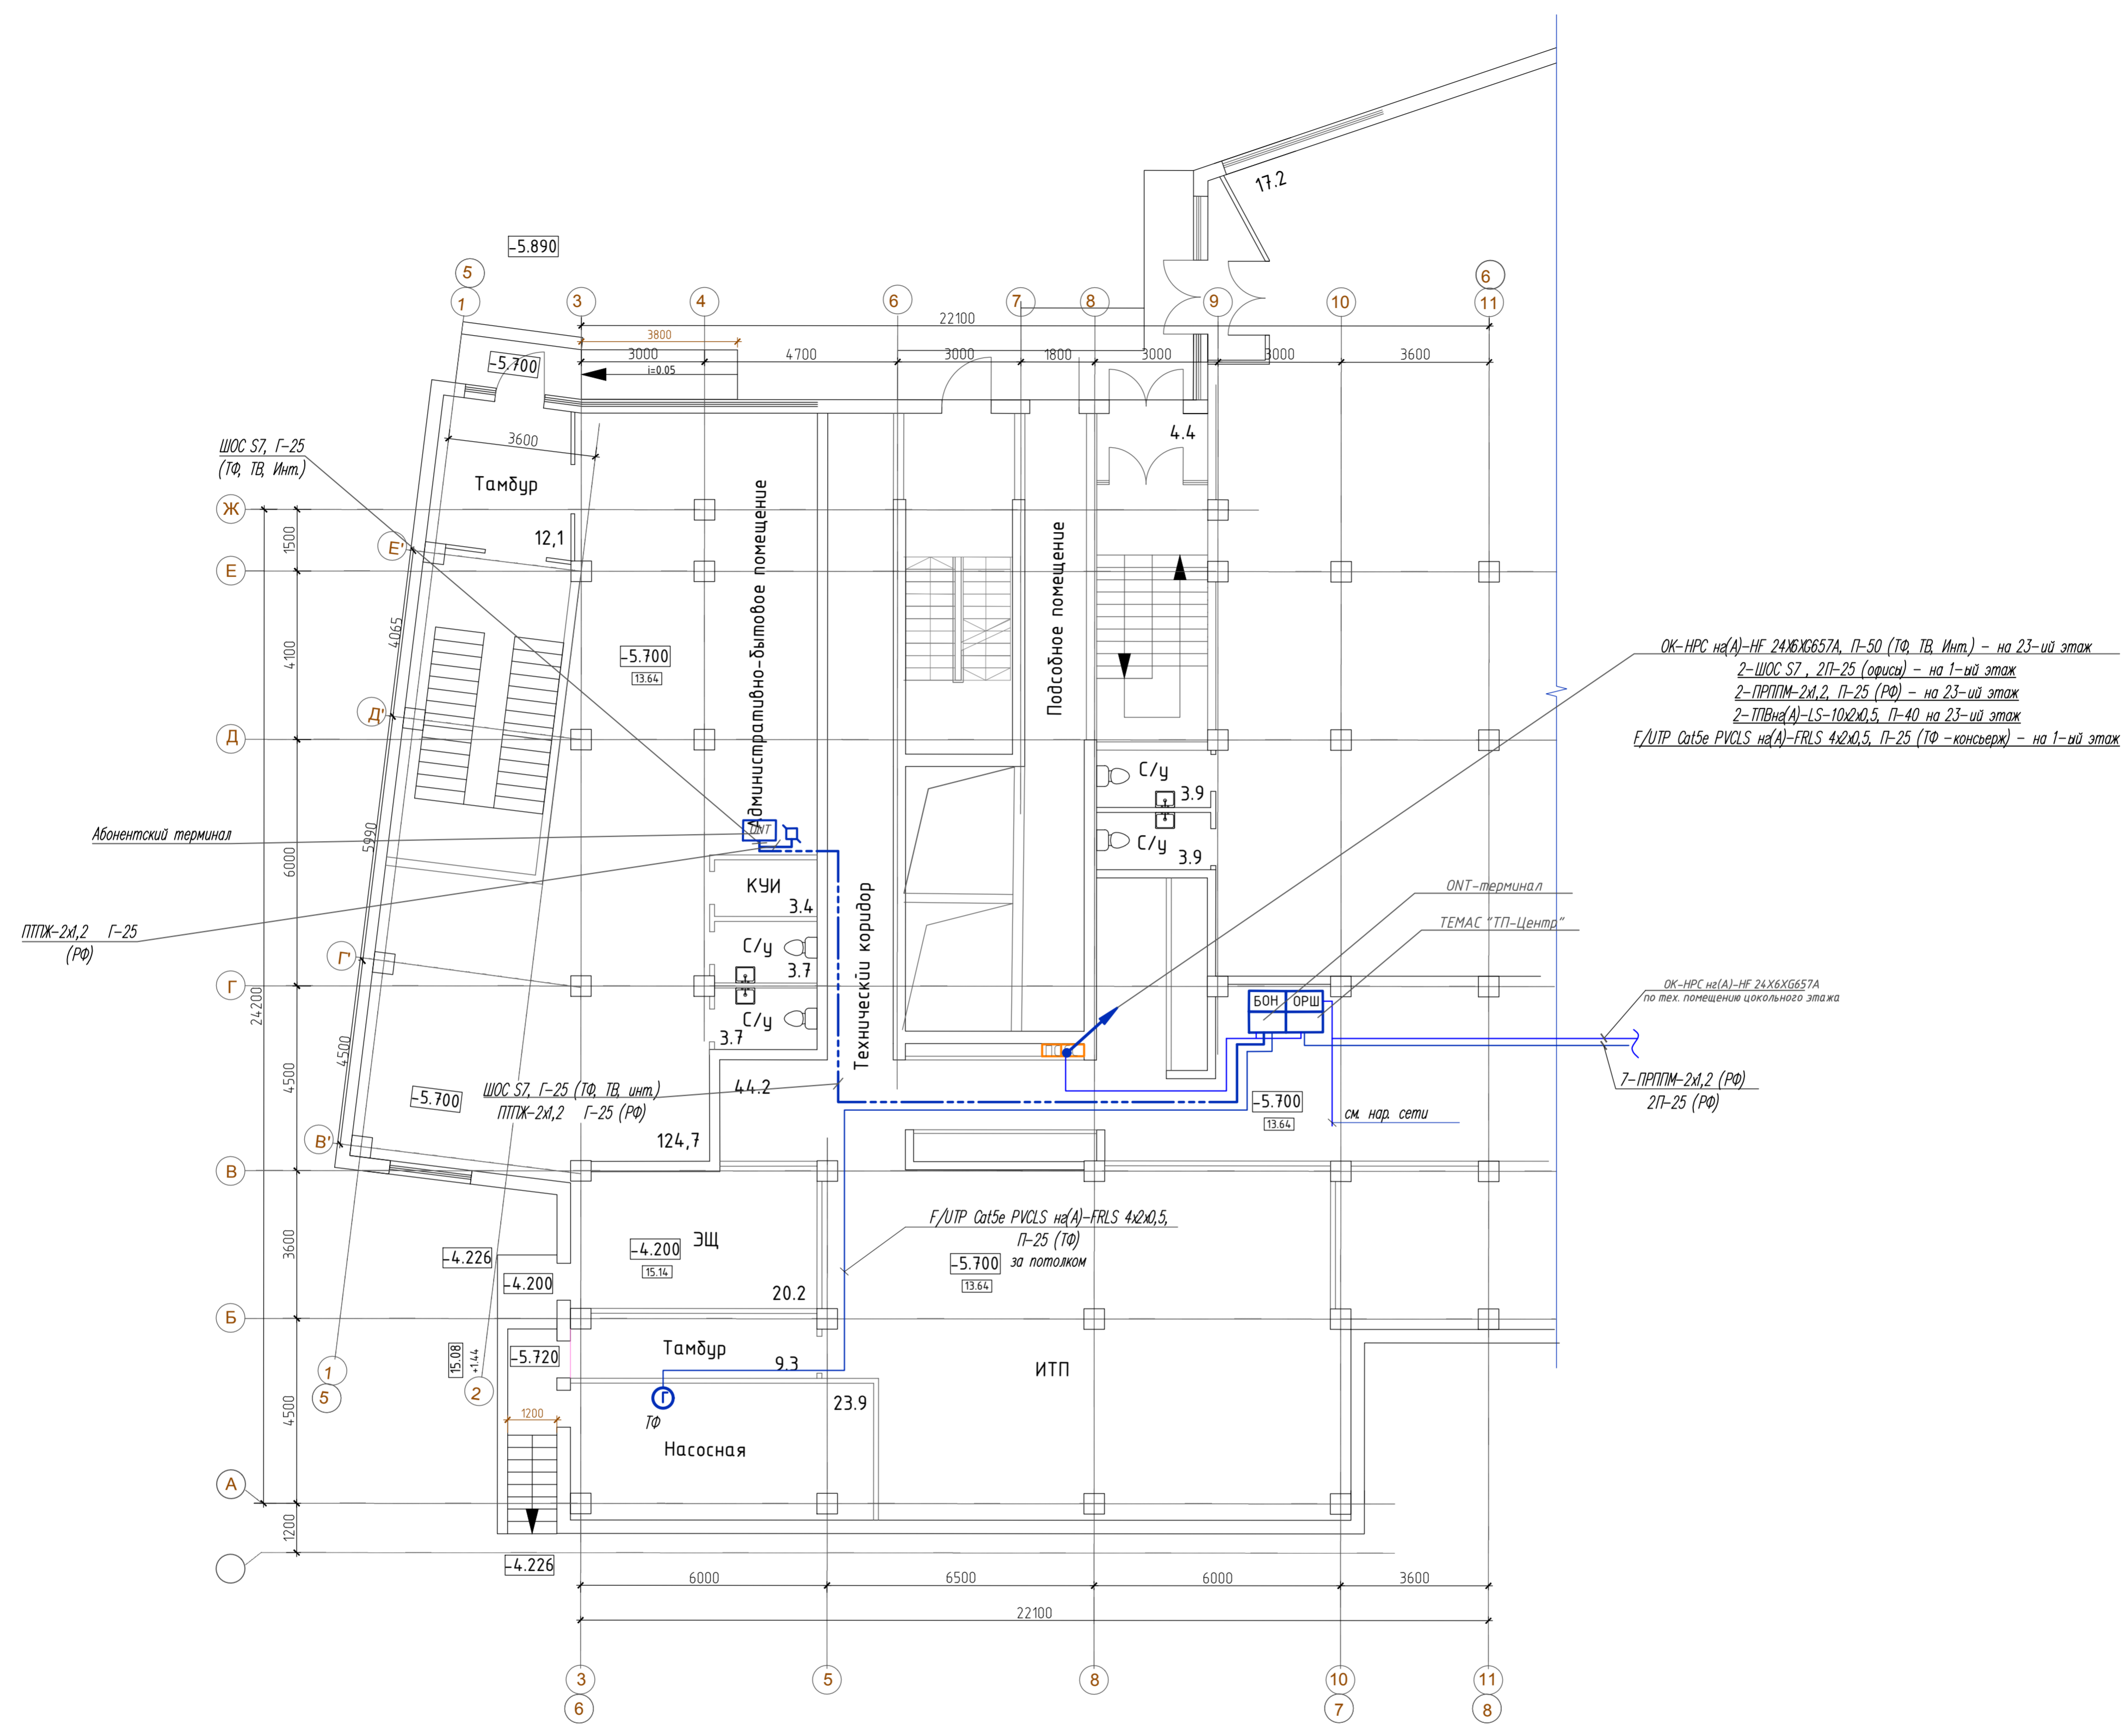 17.2
-5.890
5
6
1
3
4
6
7
8
9
10
11
22100
3800
3000
4700
3000
1800
3000
3000
3600
-5.700
i=0.05
3600
4.4
ШОС S7, Г-25
(ТФ, ТВ, Инт.)
Тамбур
12,1
Административно-бытовое помещение
Подсобное помещение
Ж
Е'
Е
1500
4065
4100
-5.700
13.64
ОК-НРС нг(А)-HF 24Х6ХG657A, П-50 (ТФ, ТВ, Инт.) - на 23-ий этаж
2-ШОС S7 , 2П-25 (офисы) - на 1-ый этаж
2-ПРППМ-2х1,2, П-25 (РФ) - на 23-ий этаж
2-ТПВнг(А)-LS-10х2х0,5, П-40 на 23-ий этаж
F/UTP Cat5e PVCLS нг(А)-FRLS 4х2х0,5, П-25 (ТФ -консьерж) - на 1-ый этаж
Д'
Д
С/у
3.9
С/у
3.9
Абонентский терминал
ONT
5990
6000
КУИ
3.4
Технический коридор
ONT-терминал
ТЕМАС "ТП-Центр"
ПТПЖ-2х1,2 Г-25
(РФ)
Г'
Г
С/у
3.7
С/у
3.7
24200
БОН
ОРШ
ОК-НРС нг(А)-HF 24Х6ХG657A
по тех. помещению цокольного этажа
4500
4500
-5.700
ШОС S7, Г-25 (ТФ, ТВ, инт.)
ПТПЖ-2х1,2 Г-25 (РФ)
44.2
-5.700
13.64
7-ПРППМ-2х1,2 (РФ)
2П-25 (РФ)
см. нар. сети
В'
В
124,7
3600
-4.226
-4.200
ЭЩ
-4.200
15.14
20.2
F/UTP Cat5e PVCLS нг(А)-FRLS 4х2х0,5,
П-25 (ТФ)
за потолком
-5.700
13.64
Б
15.08
+1.44
-5.720
Тамбур
9.3
ИТП
1
5
2
4500
1200
ТФ
23.9
Насосная
А
1200
-4.226
6000
6500
6000
3600
22100
3
5
8
10
11
6
7
8